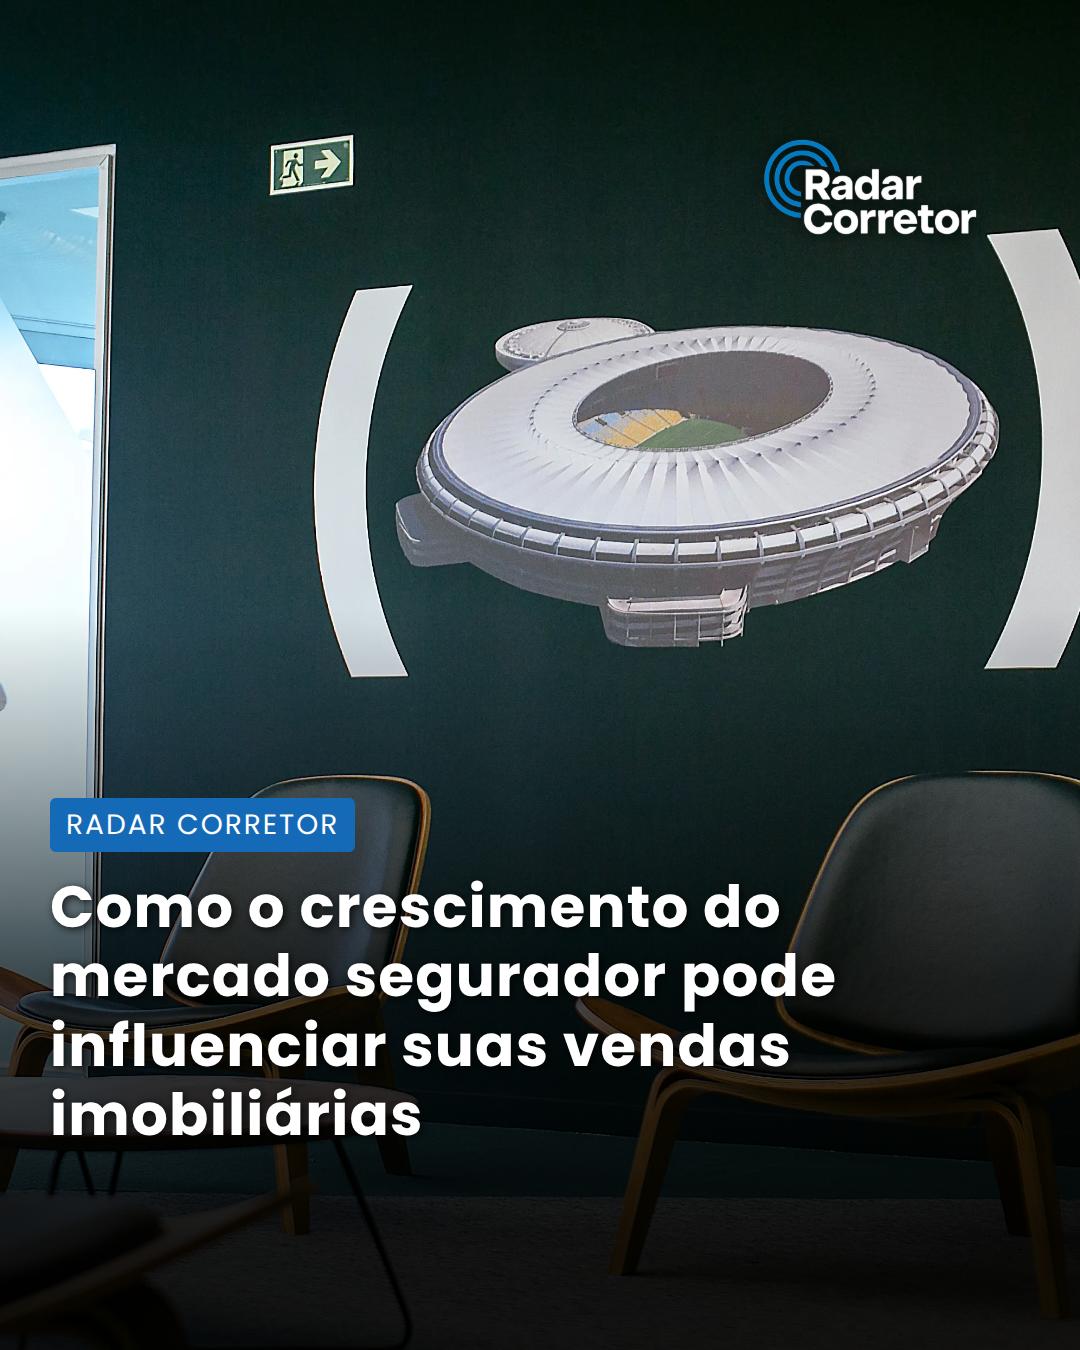 Radar
Corretor
RADAR CORRETOR
Como o crescimento do
mercado segurador pode
influenciar suas vendas
imobiliárias